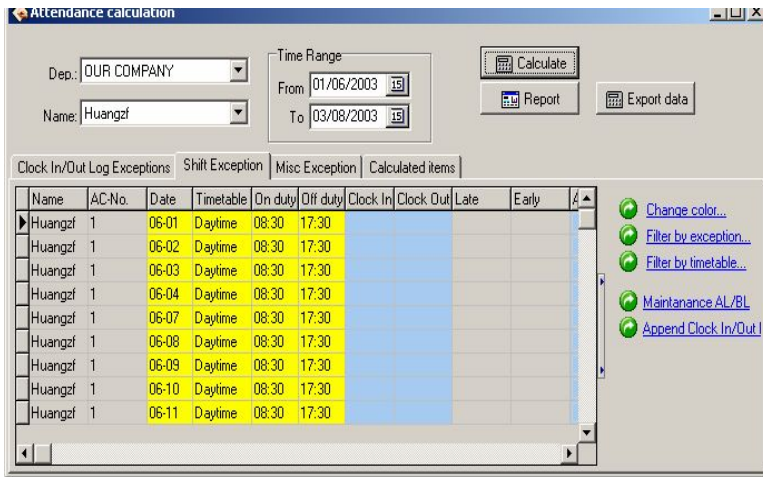 Attendance calculation
Dep.: OUR COMPANY
Name: Huangzf
Time Range
From 01/06/2003 15
To 03/08/2003 15
Calculate
Report
Export data
Clock In/Out Log Exceptions Shift Exception Misc Exception Calculated items
Name AC-No. Date Timetable On duty Off duty Clock In Clock Out Late Early A
Huangzf 1 06-01 Daytime 08:30 17:30
Huangzf 1 06-02 Daytime 08:30 17:30
Huangzf 1 06-03 Daytime 08:30 17:30
Huangzf 1 06-04 Daytime 08:30 17:30
Huangzf 1 06-07 Daytime 08:30 17:30
Huangzf 1 06-08 Daytime 08:30 17:30
Huangzf 1 06-09 Daytime 08:30 17:30
Huangzf 1 06-10 Daytime 08:30 17:30
Huangzf 1 06-11 Daytime 08:30 17:30
Change color...
Filter by exception...
Filter by timetable...
Maintanance AL/BL
Append Clock In/Out